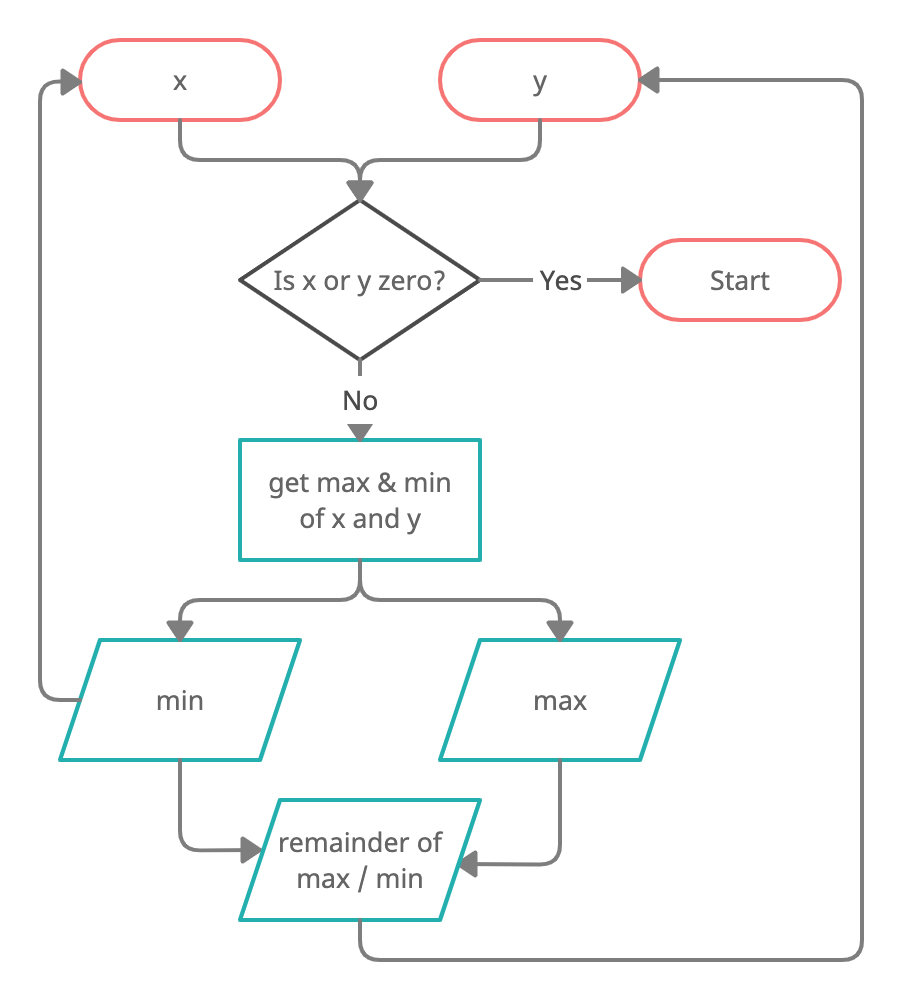 x
y
Is x or y zero?
Yes
Start
No
get max & min
of x and y
min
max
remainder of
max / min